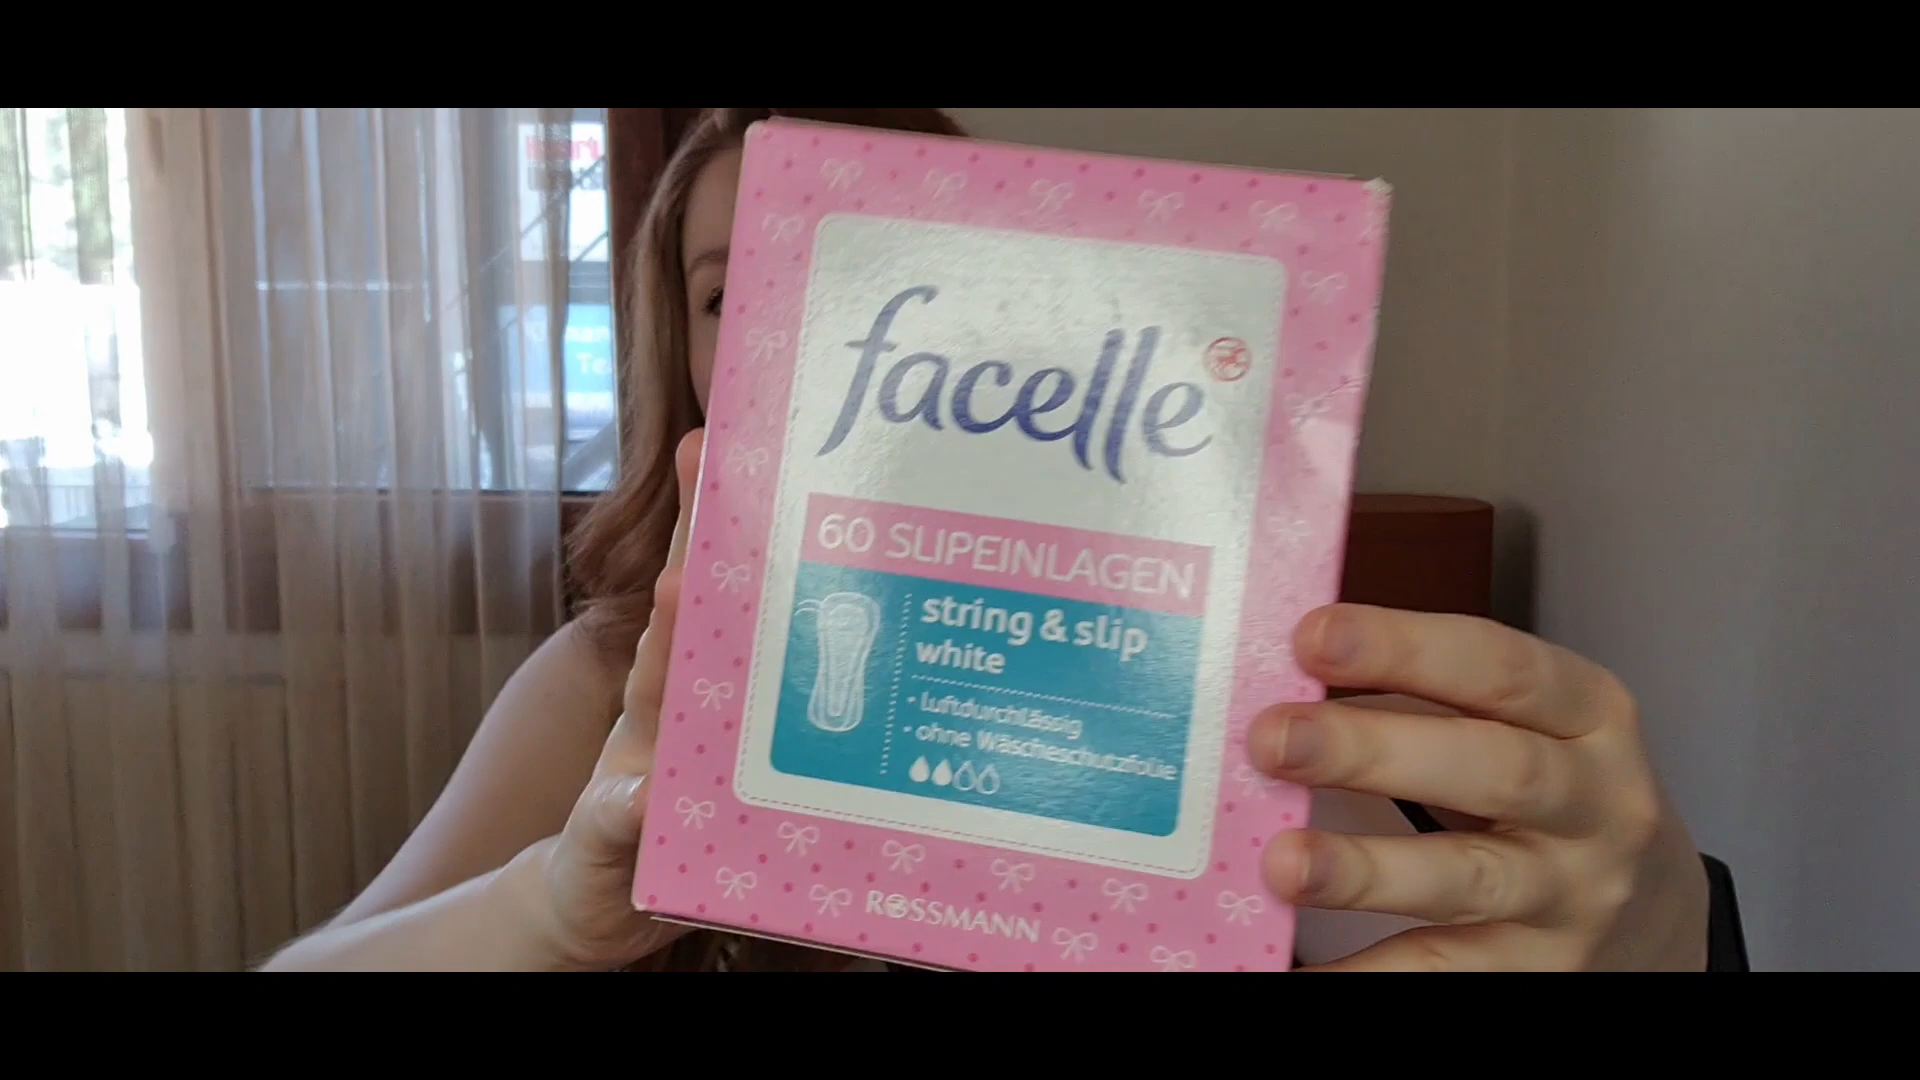 facelle
60 SLIPEINLAGEN
string & slip
white
• luftdurchlässig
• ohne Wäscheschutzfolie
ROSSMANN